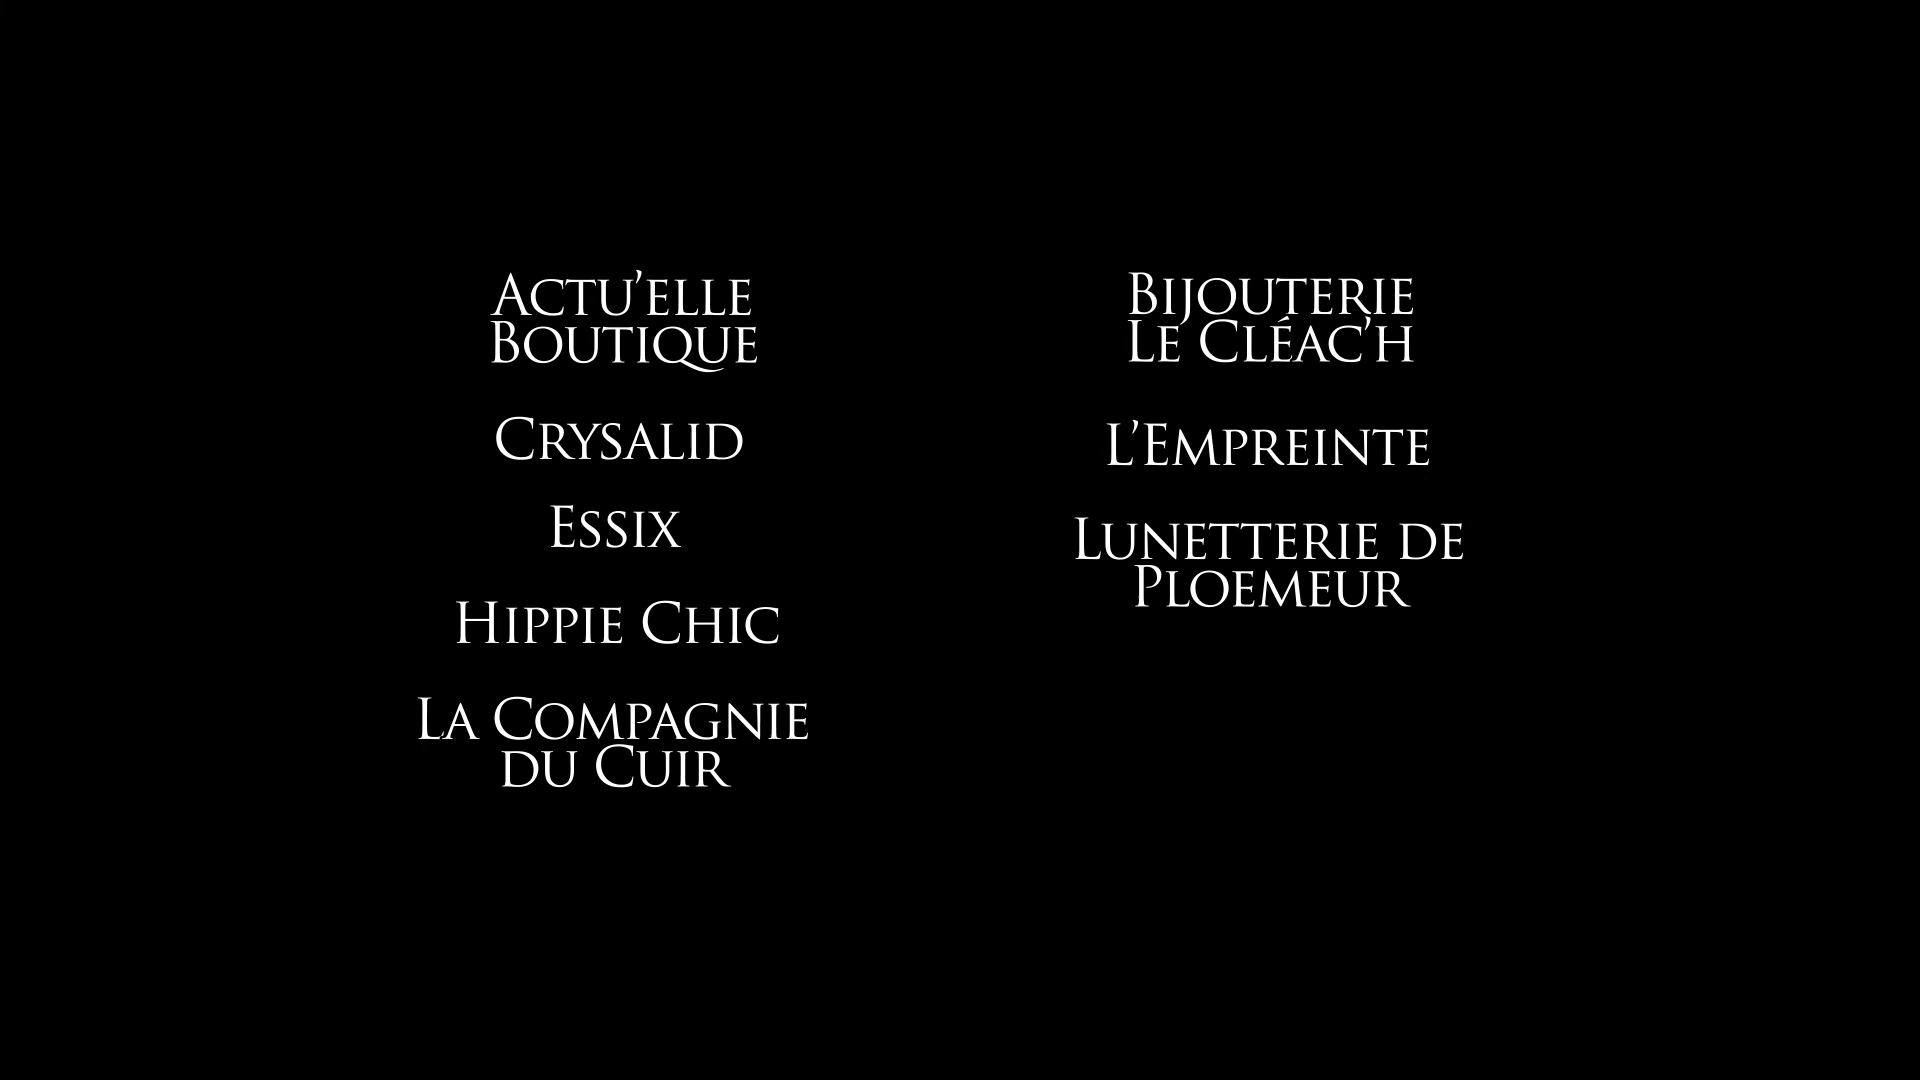 Actu’elle
Boutique
Crysalid
Essix
Hippie Chic
La Compagnie
du Cuir
Bijouterie
Le Cléac’h
L’Empreinte
Lunetterie de
Ploemeur